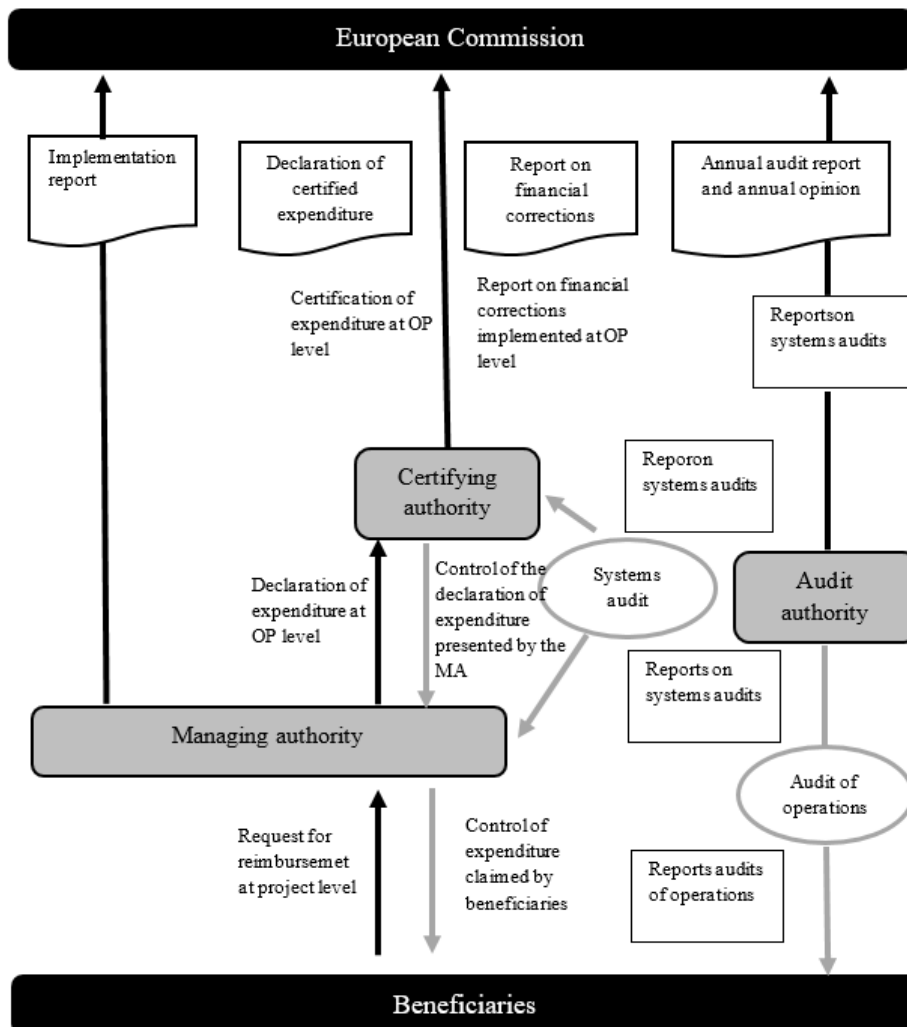 European Commission
Implementation
report
Declaration of
certified
expenditure
Report on
financial
corrections
Annual audit report
and annual opinion
Certification of
expenditure at OP
level
Report on financial
corrections
implemented at OP
level
Reportson
systems audits
Certifying
authority
Reporon
systems audits
Declaration of
expenditure at
OP level
Control of the
declaration of
expenditure
presented by the
MA
Systems
audit
Audit
authority
Reports on
systems audits
Managing authority
Audit of
operations
Request for
reimbursemet
at project level
Control of
expenditure
claimed by
beneficiaries
Reports audits
of operations
Beneficiaries